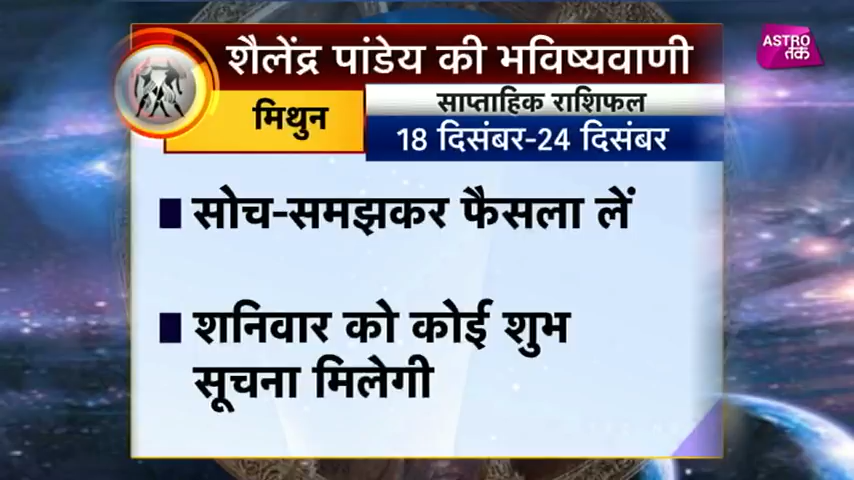 शैलेंद्र पांडेय की भविष्यवाणी
ASTRO
तक
मिथुन
साप्ताहिक राशिफल
18 दिसंबर-24 दिसंबर
सोच-समझकर फैसला लें
शनिवार को कोई शुभ
सूचना मिलेगी